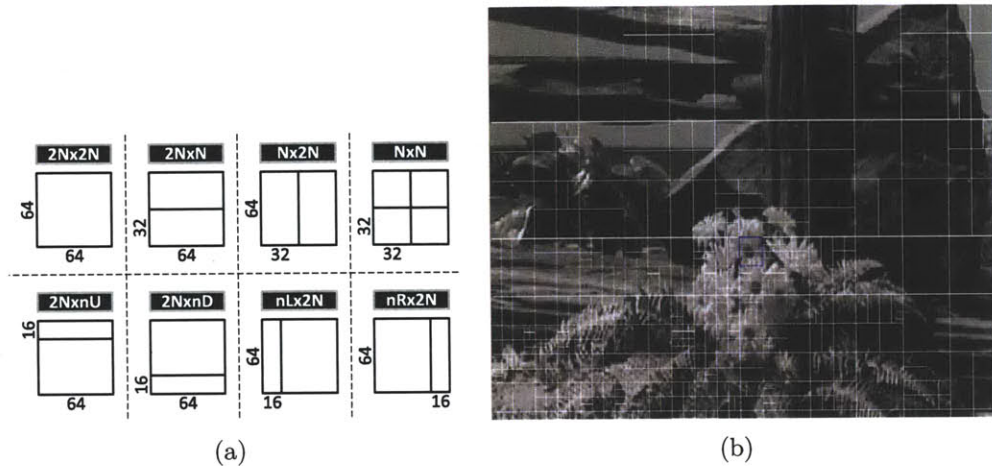 2Nx2N 2NxN Nx2N NxN
64 32 64 32
64 64 32 32 32
2NxnU 2NxnD nLx2N nRx2N
16 16 64 64
64 64 16 16
(a) (b)